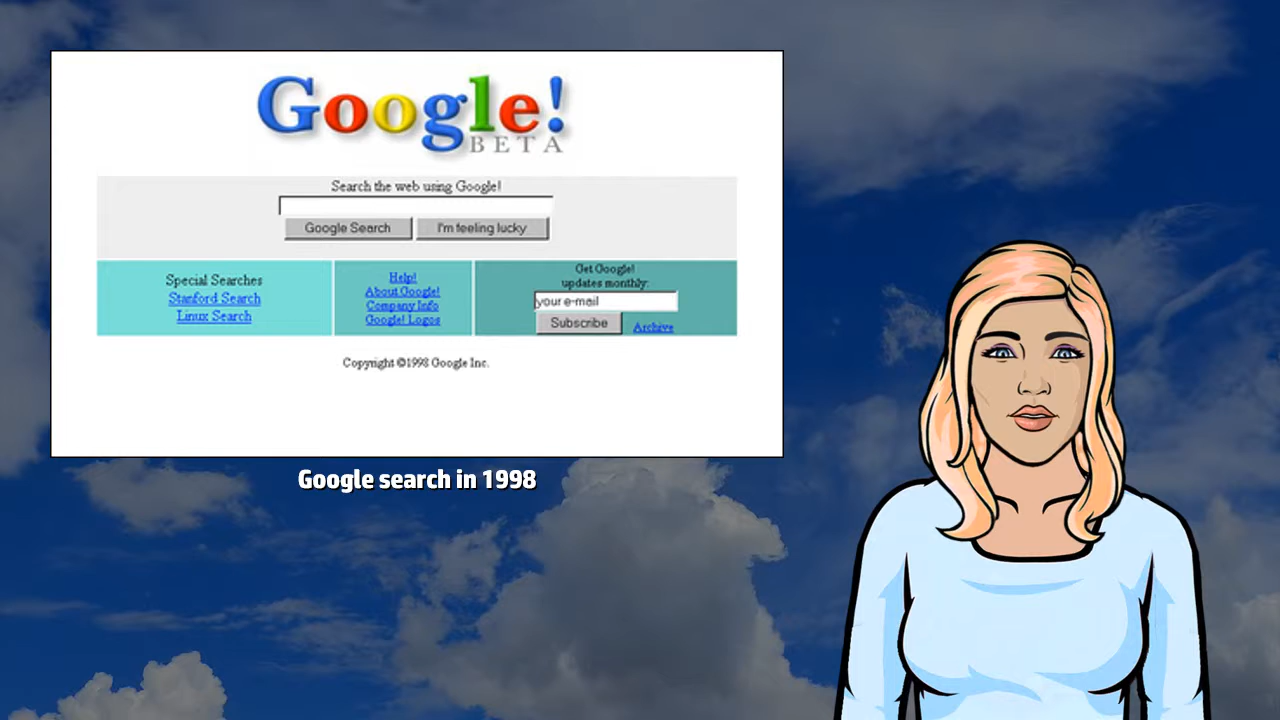 Google!
BETA
Search the web using Google!
Google Search
I'm feeling lucky
Special Searches
Stanford Search
Linux Search
Help!
About Google!
Company Info
Google! Logos
Get Google!
updates monthly:
your e-mail
Subscribe
Archive
Copyright ©1998 Google Inc.
Google search in 1998